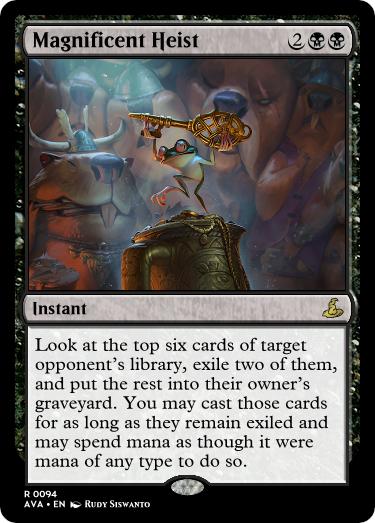 Magnificent Heist 2
Instant
Look at the top six cards of target
opponent's library, exile two of them,
and put the rest into their owner's
graveyard. You may cast those cards
for as long as they remain exiled and
may spend mana as though it were
mana of any type to do so.
R 0094
AVA • EN Rudy Siswanto